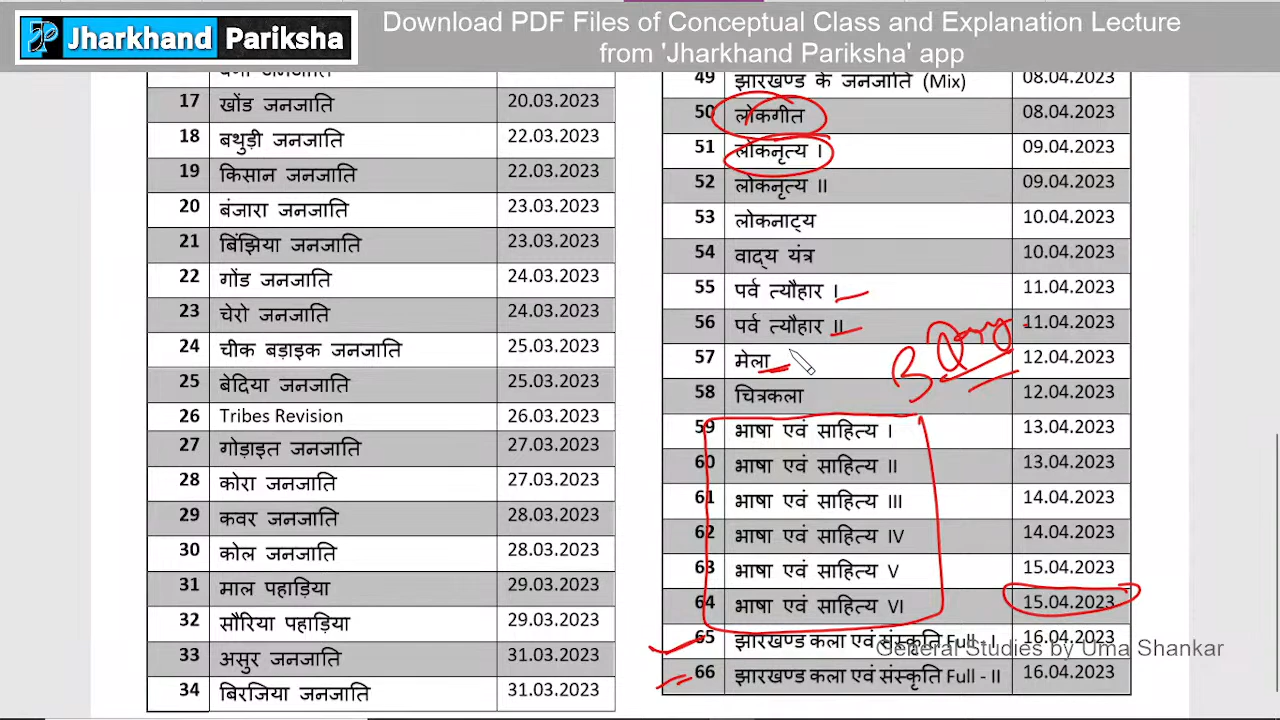 Jharkhand Pariksha
Download PDF Files of Conceptual Class and Explanation Lecture
from 'Jharkhand Pariksha' app
17 खोंड जनजाति 20.03.2023
18 बथुड़ी जनजाति 22.03.2023
19 किसान जनजाति 22.03.2023
20 बंजारा जनजाति 23.03.2023
21 बिंझिया जनजाति 23.03.2023
22 गोंड जनजाति 24.03.2023
23 चेरो जनजाति 24.03.2023
24 चीक बड़ाइक जनजाति 25.03.2023
25 बेदिया जनजाति 25.03.2023
26 Tribes Revision 26.03.2023
27 गोड़ाइत जनजाति 27.03.2023
28 कोरा जनजाति 27.03.2023
29 कवर जनजाति 28.03.2023
30 कोल जनजाति 28.03.2023
31 माल पहाड़िया 29.03.2023
32 सौरिया पहाड़िया 29.03.2023
33 असुर जनजाति 31.03.2023
34 बिरजिया जनजाति 31.03.2023
49 झारखण्ड के जनजाति (Mix) 08.04.2023
50 लोकगीत 08.04.2023
51 लोकनृत्य I 09.04.2023
52 लोकनृत्य II 09.04.2023
53 लोकनाट्य 10.04.2023
54 वाद्य यंत्र 10.04.2023
55 पर्व त्यौहार I 11.04.2023
56 पर्व त्यौहार II 11.04.2023
57 मेला 12.04.2023
58 चित्रकला 12.04.2023
59 भाषा एवं साहित्य I 13.04.2023
60 भाषा एवं साहित्य II 13.04.2023
61 भाषा एवं साहित्य III 14.04.2023
62 भाषा एवं साहित्य IV 14.04.2023
63 भाषा एवं साहित्य V 15.04.2023
64 भाषा एवं साहित्य VI 15.04.2023
65 झारखण्ड कला एवं संस्कृति Full - I 16.04.2023
66 झारखण्ड कला एवं संस्कृति Full - II 16.04.2023
General Studies by Uma Shankar